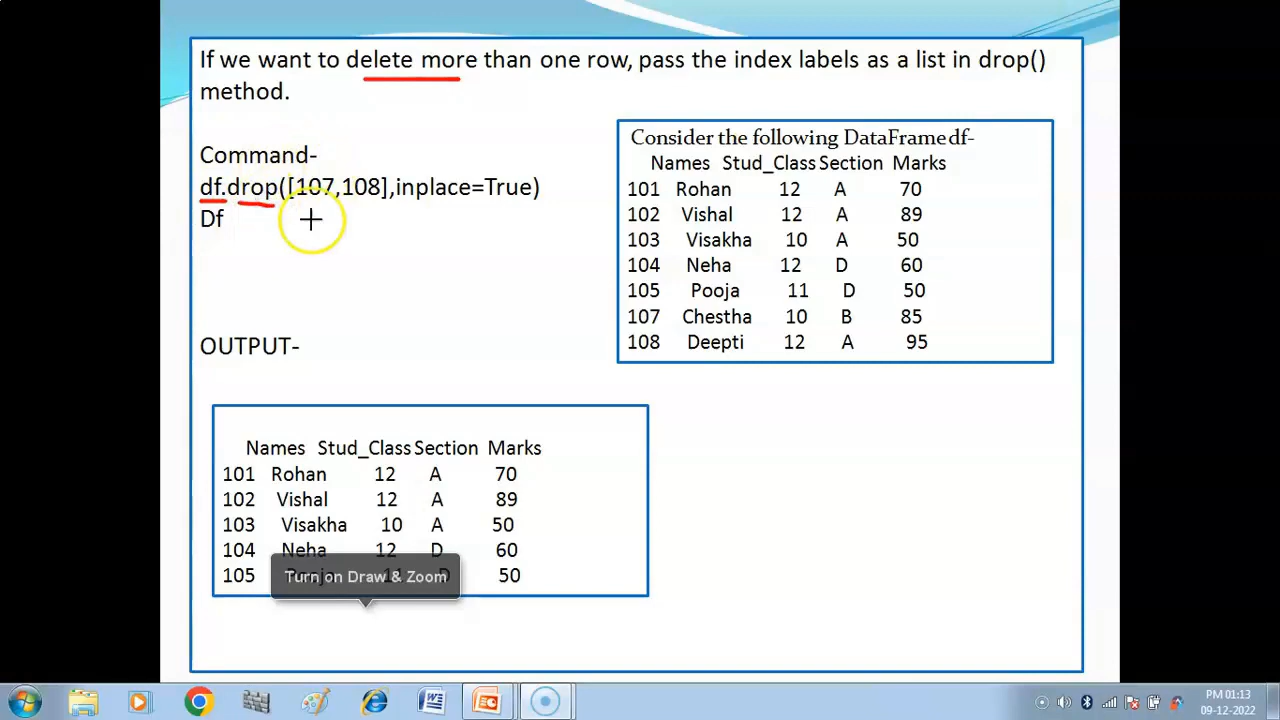 If we want to delete more than one row, pass the index labels as a list in drop()
method.
Command-
df.drop([107,108],inplace=True)
Df
OUTPUT-
Consider the following DataFrame df-
Names Stud_Class Section Marks
101 Rohan 12 A 70
102 Vishal 12 A 89
103 Visakha 10 A 50
104 Neha 12 D 60
105 Pooja 11 D 50
107 Chestha 10 B 85
108 Deepti 12 A 95
Names Stud_Class Section Marks
101 Rohan 12 A 70
102 Vishal 12 A 89
103 Visakha 10 A 50
104 Neha 12 D 60
105 Pooja 11 D 50
Turn on Draw & Zoom
PM 01:13
09-12-2022